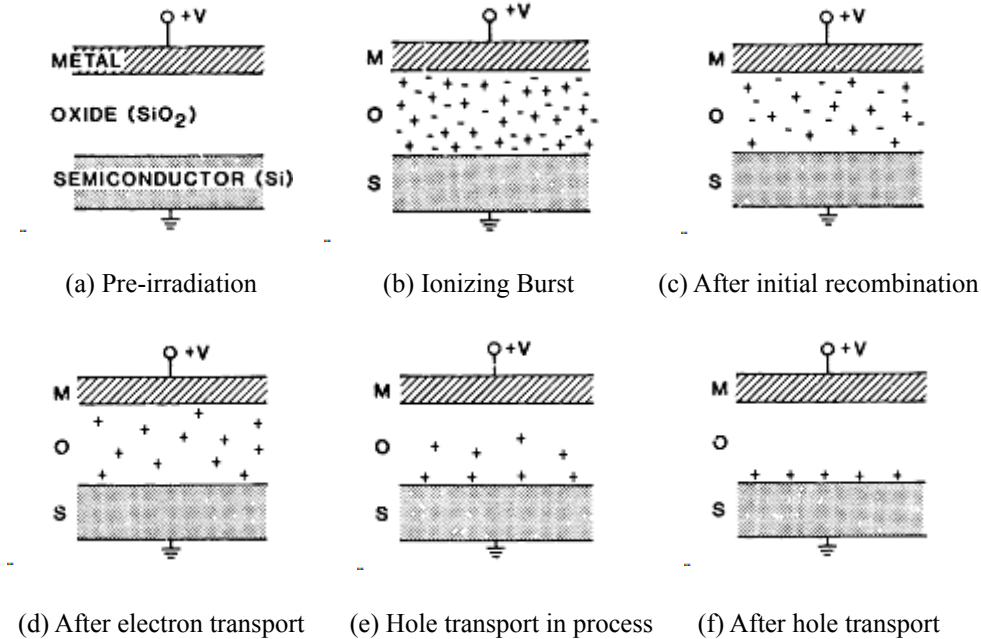 +V
METAL
OXIDE (SiO₂)
SEMICONDUCTOR (Si)
(a) Pre-irradiation
+V
M
O
S
(b) Ionizing Burst
+V
M
O
S
(c) After initial recombination
+V
M
O
S
(d) After electron transport
+V
M
O
S
(e) Hole transport in process
+V
M
O
S
(f) After hole transport